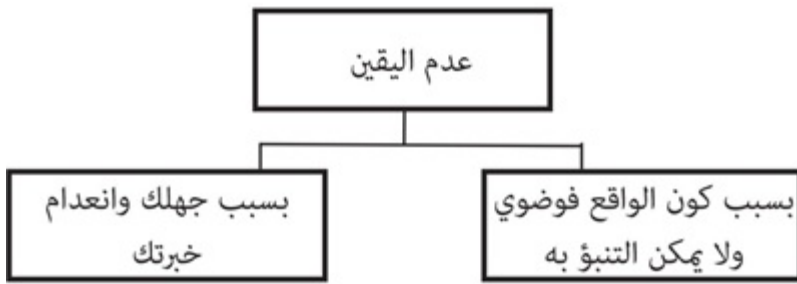 عدم اليقين
بسبب كون الواقع فوضوي
ولا يمكن التنبؤ به
بسبب جهلك وانعدام
خبرتك